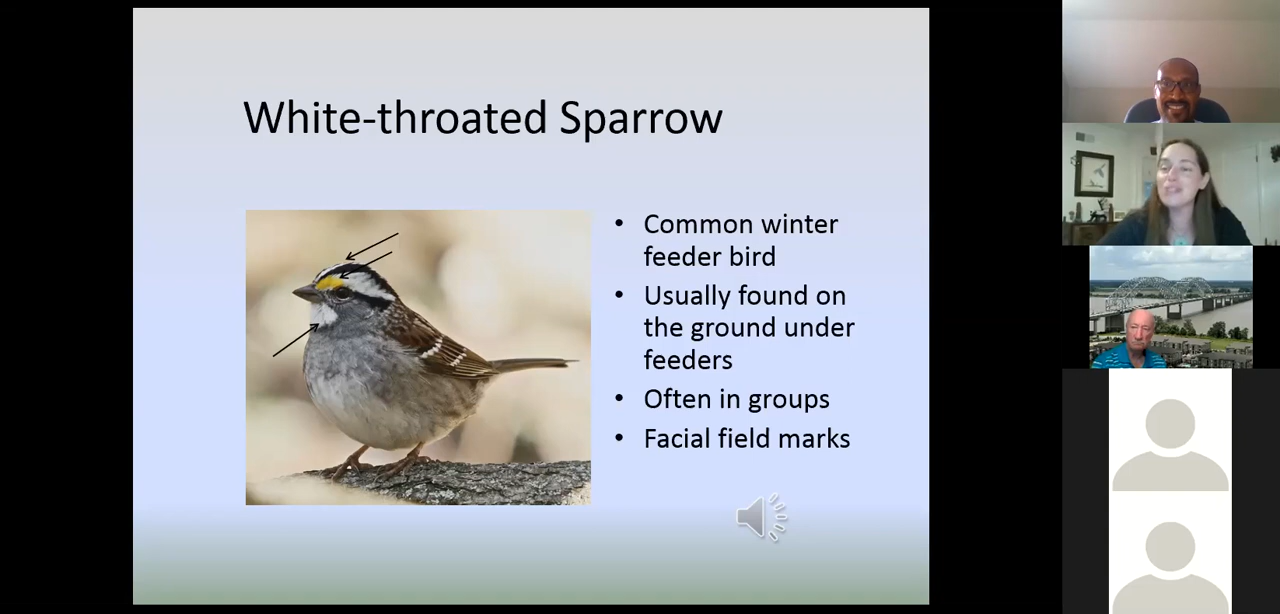 White-throated Sparrow
• Common winter
feeder bird
• Usually found on
the ground under
feeders
• Often in groups
• Facial field marks